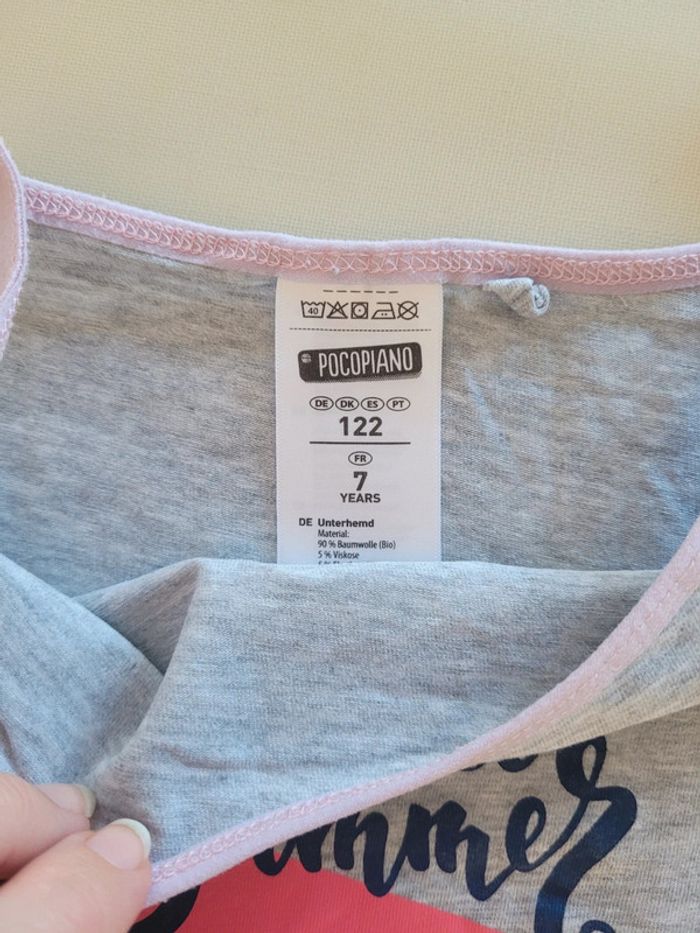 40
POCOPIANO
DE DK ES PT
122
FR
7
YEARS
DE Unterhemd
Material:
90 % Baumwolle (Bio)
5 % Viskose